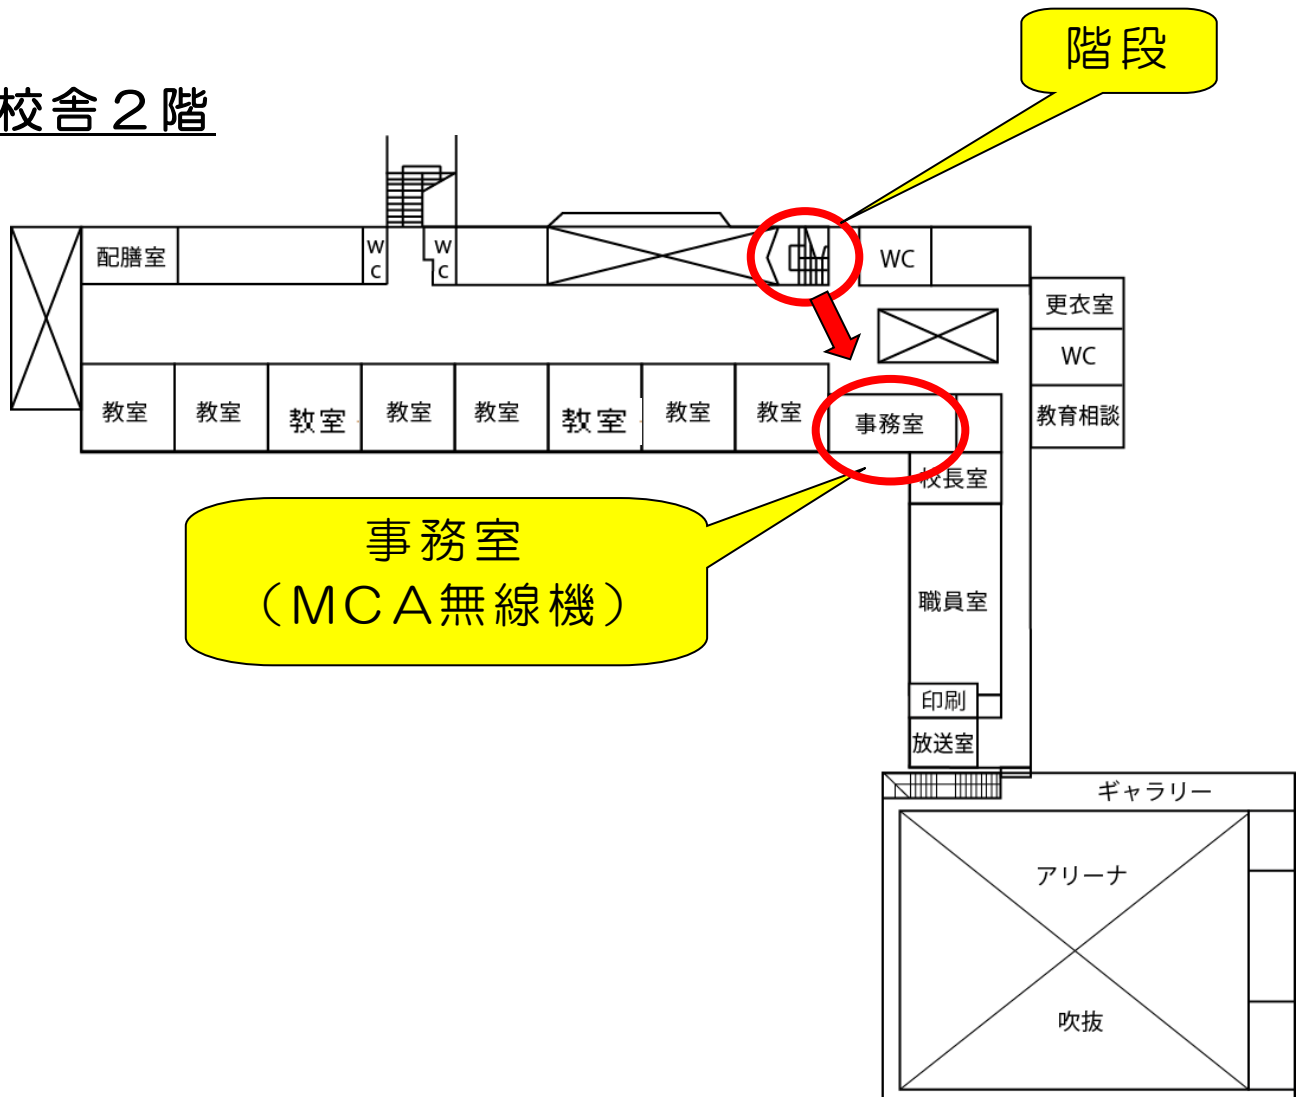 階段
校舎２階
配膳室
WC
WC
WC
更衣室
WC
教育相談
教室
教室
教室
教室
教室
教室
教室
教室
事務室
校長室
事務室
（ＭＣＡ無線機）
職員室
印刷
放送室
ギャラリー
アリーナ
吹抜